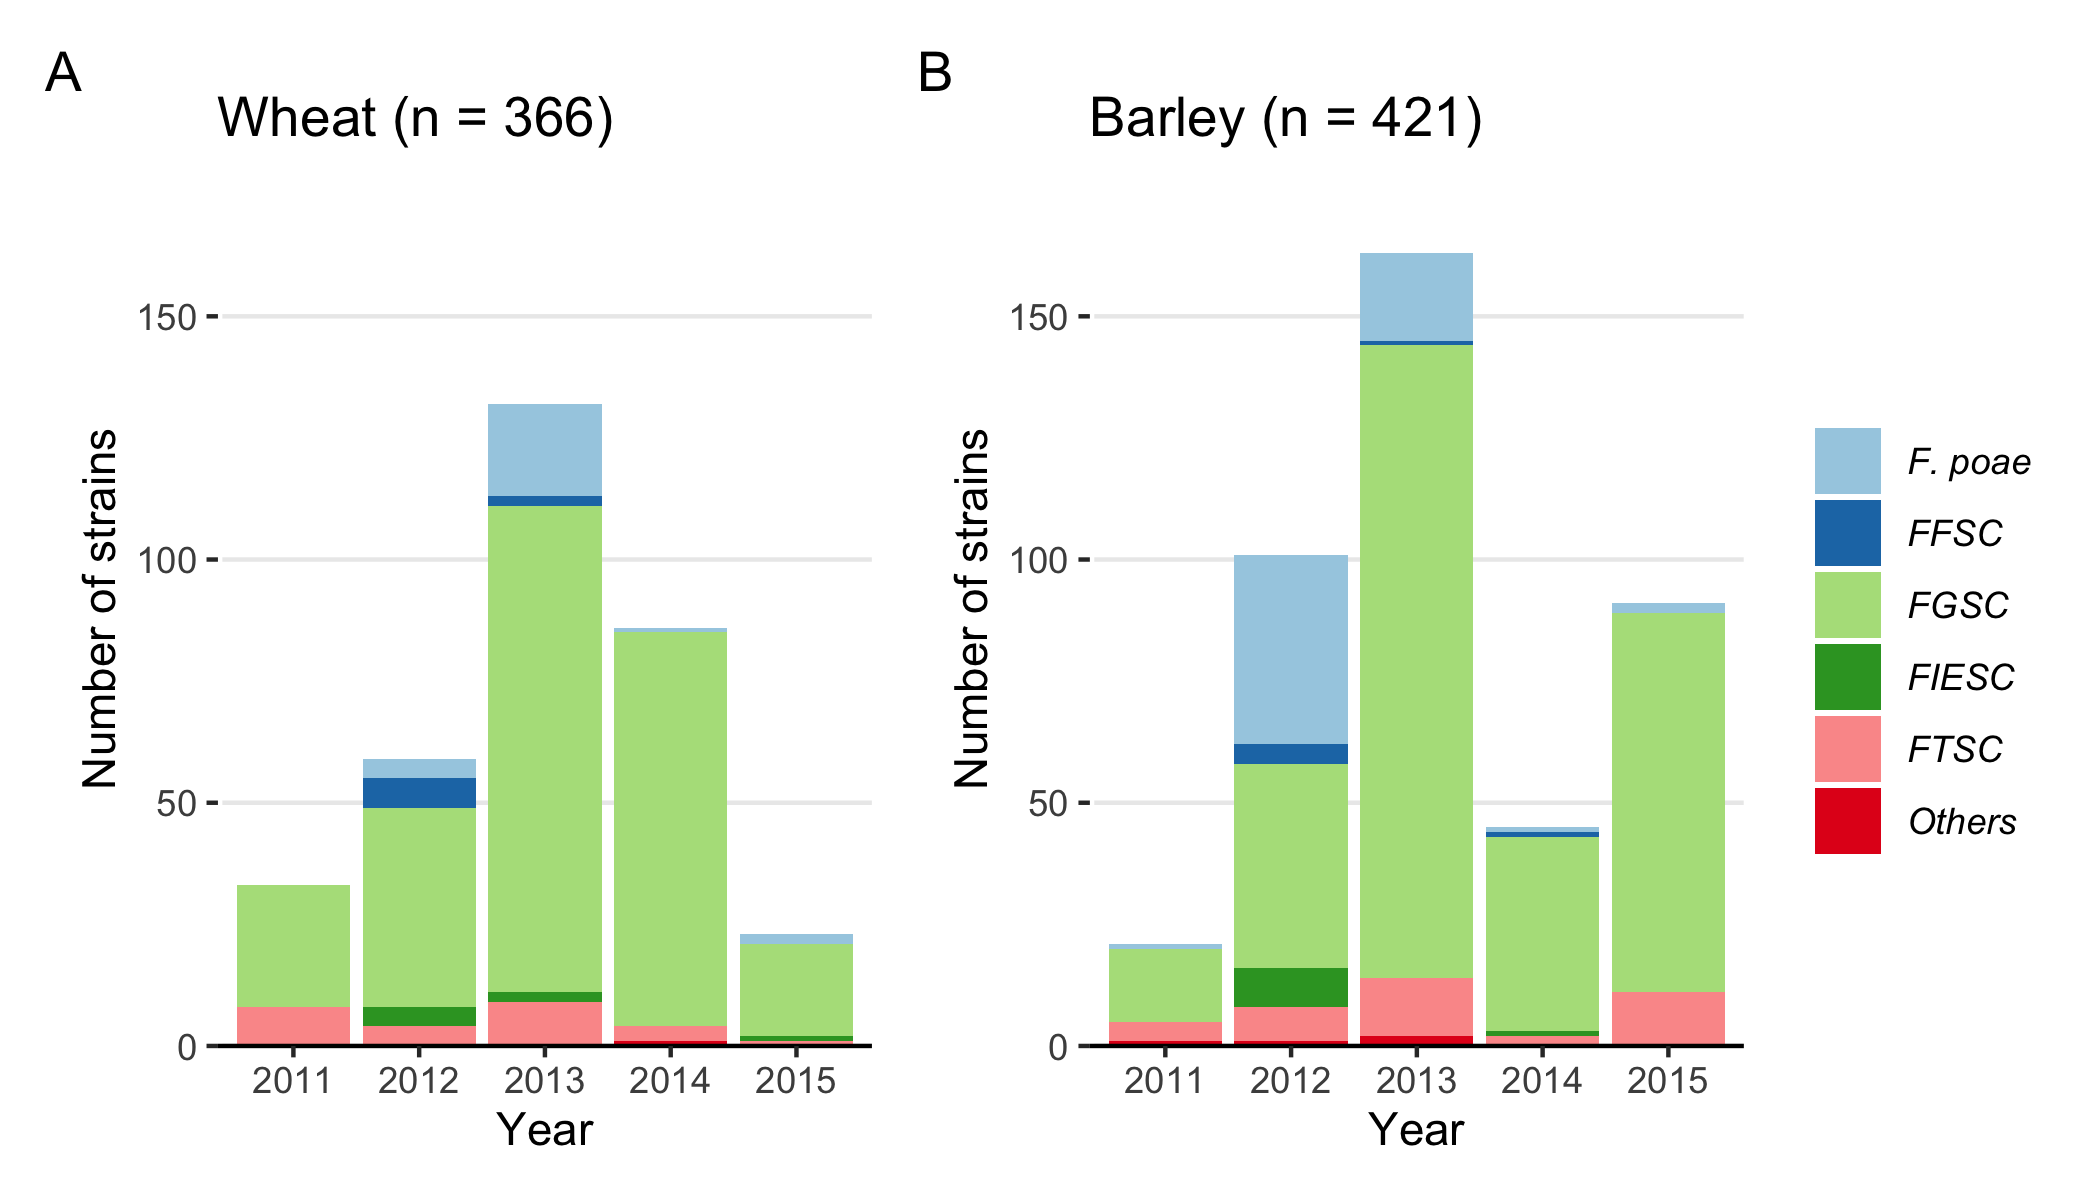 A
Wheat (n = 366)
Number of strains
150
100
50
0
2011 2012 2013 2014 2015
Year
B
Barley (n = 421)
Number of strains
150
100
50
0
2011 2012 2013 2014 2015
Year
F. poae
FFSC
FGSC
FIESC
FTSC
Others